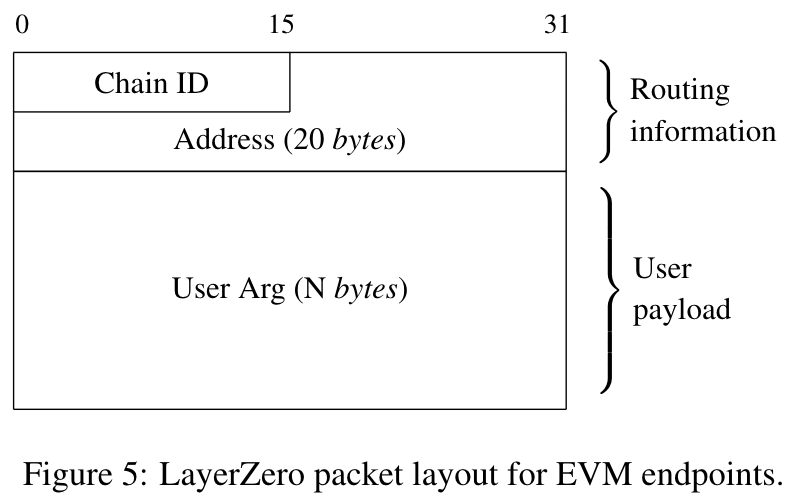 0 15 31
Chain ID
Address (20 bytes)
Routing
information
User Arg (N bytes)
User
payload
Figure 5: LayerZero packet layout for EVM endpoints.